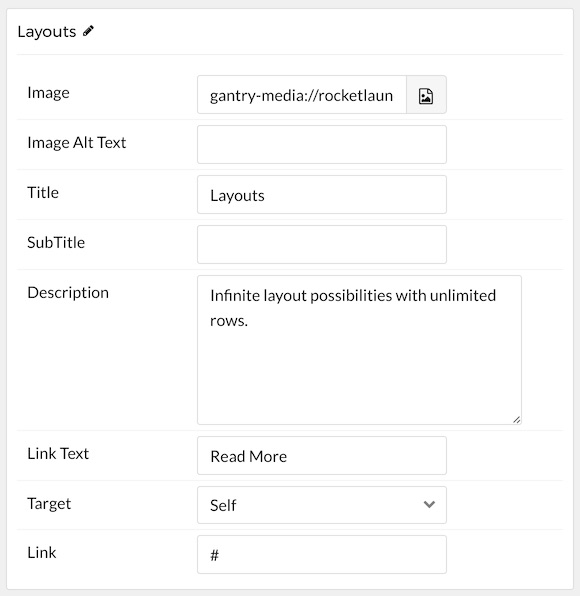 Layouts
Image
gantry-media://rocketlaun
Image Alt Text
Title
Layouts
SubTitle
Description
Infinite layout possibilities with unlimited
rows.
Link Text
Read More
Target
Self
Link
#